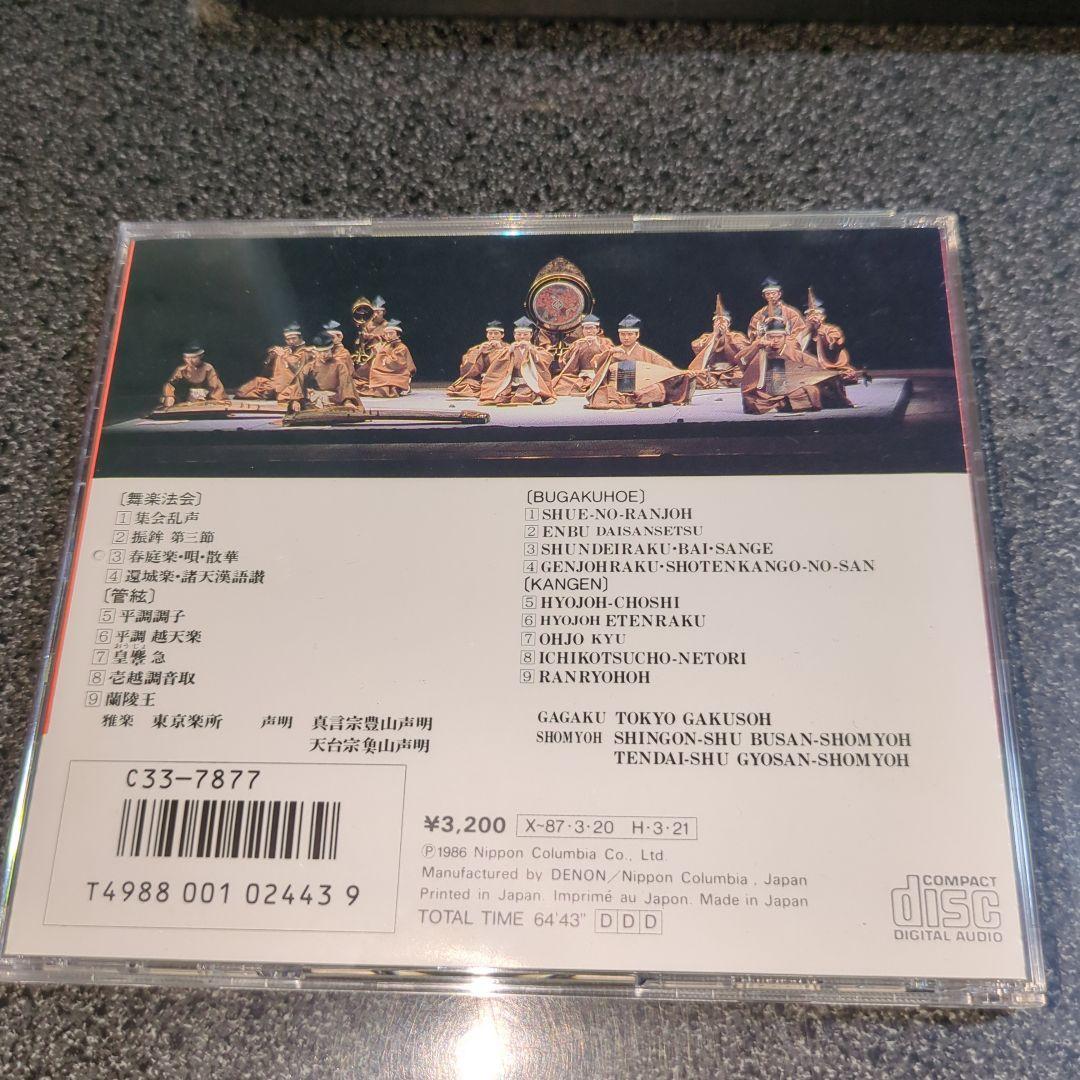 〔舞楽法会〕
1 集会乱声
2 振鉾 第三節
3 春庭楽・唄・散華
4 還城楽・諸天漢語讃
〔管絃〕
5 平調調子
6 平調 越天楽
おうじょ
7 皇麞 急
8 壱越調音取
9 蘭陵王
雅楽 東京楽所 声明 真言宗豊山声明
天台宗魚山声明
〔BUGAKUHOE〕
1 SHUE-NO-RANJOH
2 ENBU DAISANSETSU
3 SHUNDEIRAKU・BAI・SANGE
4 GENJOHRAKU・SHOTENKANGO-NO-SAN
〔KANGEN〕
5 HYOJOH-CHOSHI
6 HYOJOH ETENRAKU
7 OHJO KYU
8 ICHIKOTSUCHO-NETORI
9 RANRYOHOH
GAGAKU TOKYO GAKUSOH
SHOMYOH SHINGON-SHU BUSAN-SHOMYOH
TENDAI-SHU GYOSAN-SHOMYOH
C33-7877
T4988 001 02443 9
¥3,200 X~87・3・20 H・3・21
Ⓟ1986 Nippon Columbia Co., Ltd.
Manufactured by DENON/Nippon Columbia, Japan
Printed in Japan. Imprimé au Japon. Made in Japan
TOTAL TIME 64'43" D D D
COMPACT
disc
DIGITAL AUDIO